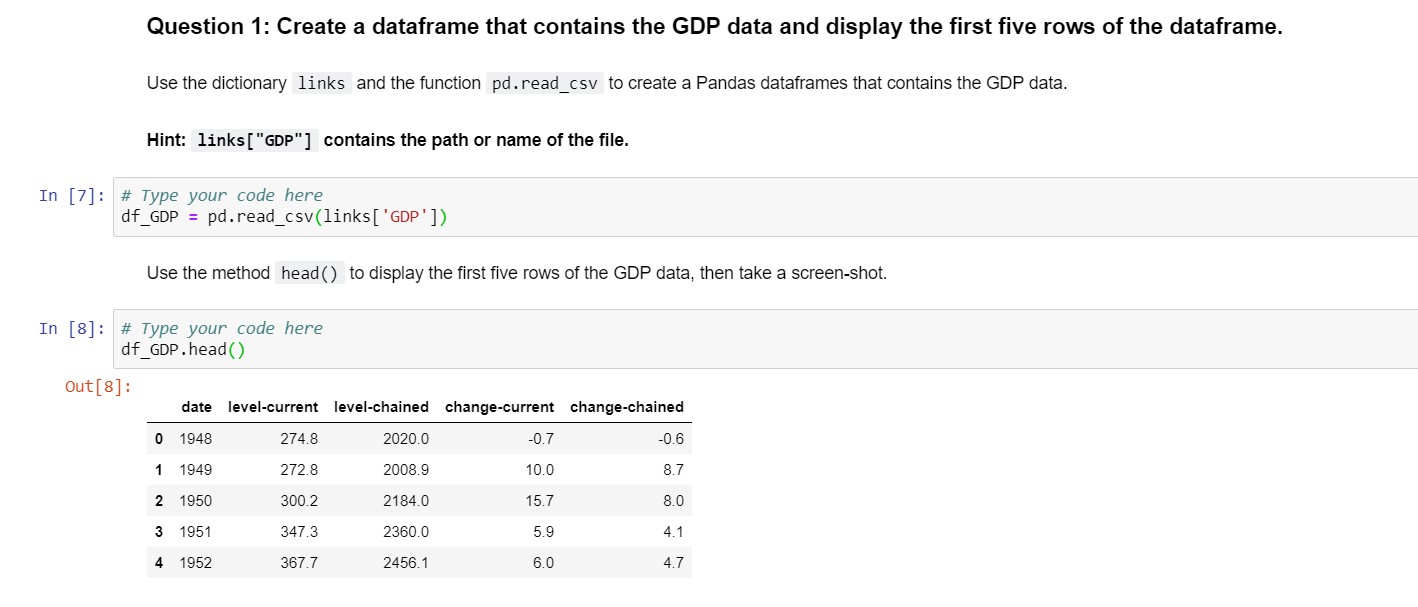 Question 1: Create a dataframe that contains the GDP data and display the first five rows of the dataframe.
Use the dictionary links and the function pd.read_csv to create a Pandas dataframes that contains the GDP data.
Hint: links["GDP"] contains the path or name of the file.
In [7]: # Type your code here
df_GDP = pd.read_csv(links['GDP'])
Use the method head() to display the first five rows of the GDP data, then take a screen-shot.
In [8]: # Type your code here
df_GDP.head()
Out[8]:
date level-current level-chained change-current change-chained
0 1948 274.8 2020.0 -0.7 -0.6
1 1949 272.8 2008.9 10.0 8.7
2 1950 300.2 2184.0 15.7 8.0
3 1951 347.3 2360.0 5.9 4.1
4 1952 367.7 2456.1 6.0 4.7